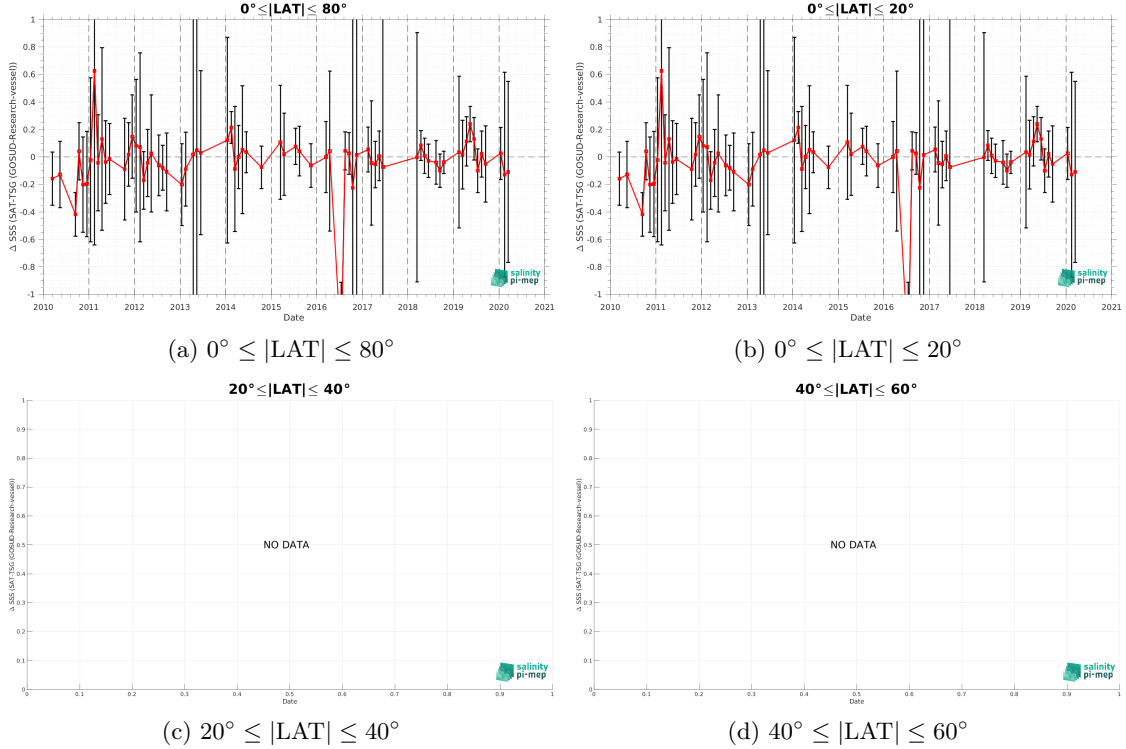 0°≤|LAT|≤ 80°
Δ SSS (SAT-TSG (GOSUD-Research-vessel))
1
0.8
0.6
0.4
0.2
0
-0.2
-0.4
-0.6
-0.8
-1
2010 2011 2012 2013 2014 2015 2016 2017 2018 2019 2020 2021
Date
salinity
pi-mep
(a) 0° ≤ |LAT| ≤ 80°
0°≤|LAT|≤ 20°
Δ SSS (SAT-TSG (GOSUD-Research-vessel))
1
0.8
0.6
0.4
0.2
0
-0.2
-0.4
-0.6
-0.8
-1
2010 2011 2012 2013 2014 2015 2016 2017 2018 2019 2020 2021
Date
salinity
pi-mep
(b) 0° ≤ |LAT| ≤ 20°
20°≤|LAT|≤ 40°
Δ SSS (SAT-TSG (GOSUD-Research-vessel))
1
0.9
0.8
0.7
0.6
0.5
0.4
0.3
0.2
0.1
0
NO DATA
0 0.1 0.2 0.3 0.4 0.5 0.6 0.7 0.8 0.9 1
Date
salinity
pi-mep
(c) 20° ≤ |LAT| ≤ 40°
40°≤|LAT|≤ 60°
Δ SSS (SAT-TSG (GOSUD-Research-vessel))
1
0.9
0.8
0.7
0.6
0.5
0.4
0.3
0.2
0.1
0
NO DATA
0 0.1 0.2 0.3 0.4 0.5 0.6 0.7 0.8 0.9 1
Date
salinity
pi-mep
(d) 40° ≤ |LAT| ≤ 60°